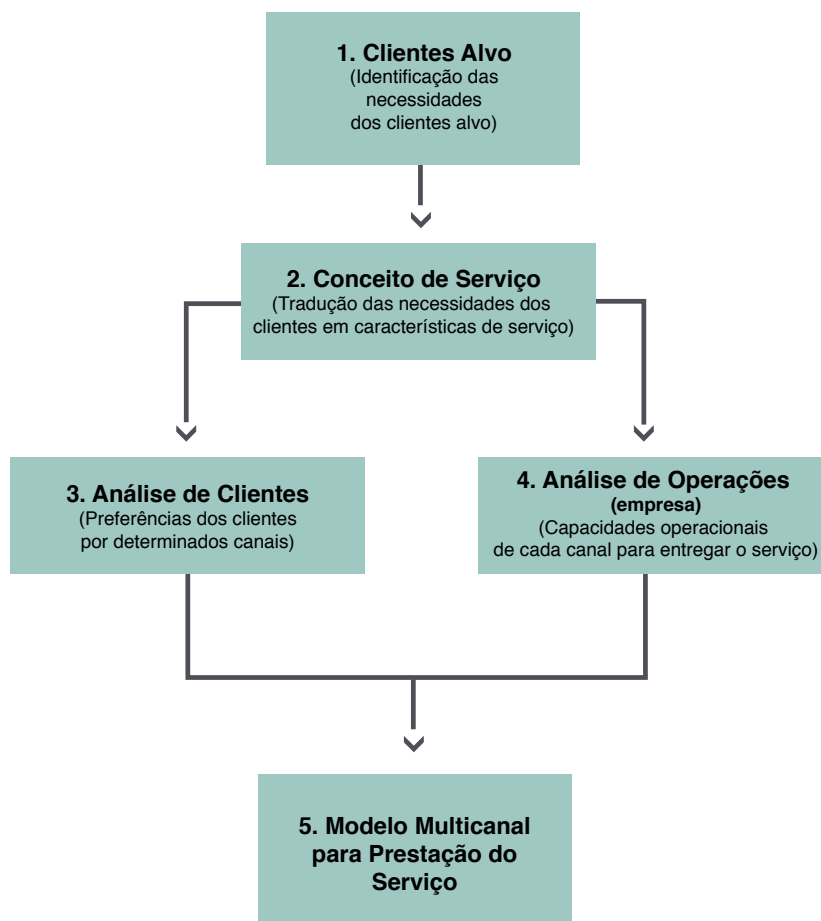 1. Clientes Alvo
(Identificação das
necessidades
dos clientes alvo)
2. Conceito de Serviço
(Tradução das necessidades dos
clientes em características de serviço)
3. Análise de Clientes
(Preferências dos clientes
por determinados canais)
4. Análise de Operações
(empresa)
(Capacidades operacionais
de cada canal para entregar o serviço)
5. Modelo Multicanal
para Prestação do
Serviço